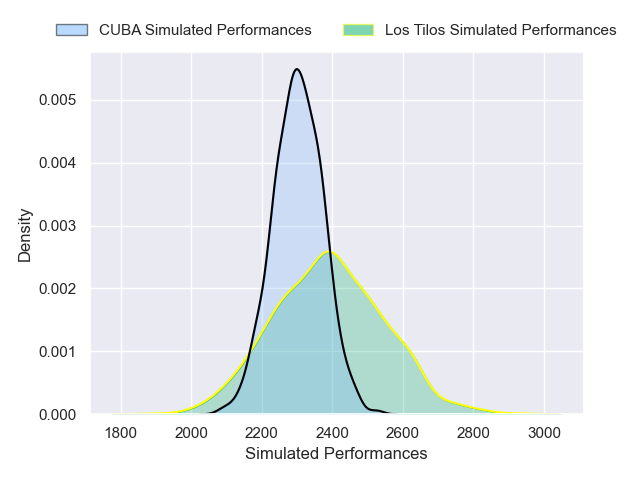 CUBA Simulated Performances Los Tilos Simulated Performances
0.005
0.004
0.003
0.002
0.001
0.000
Density
1800 2000 2200 2400 2600 2800 3000
Simulated Performances